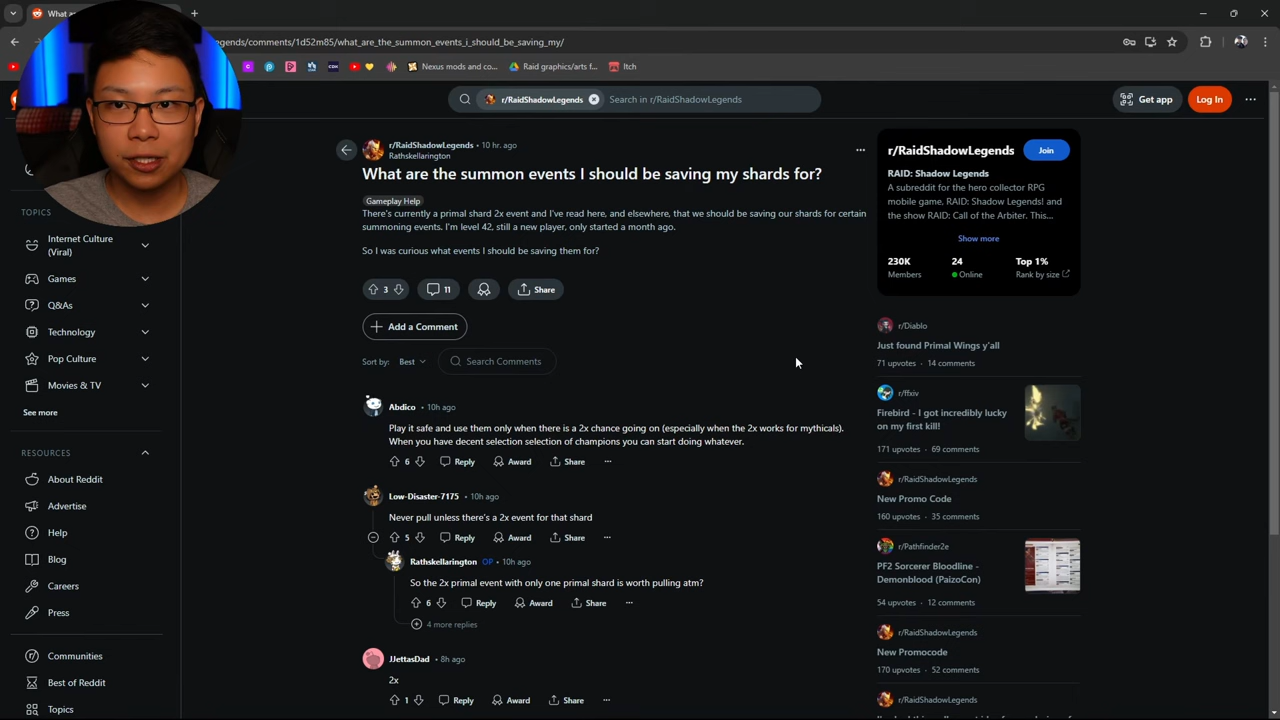 What are
egends/comments/1d52m85/what_are_the_summon_events_i_should_be_saving_my/
Nexus mods and co...
Raid graphics/arts f...
Itch
r/RaidShadowLegends
Search in r/RaidShadowLegends
Get app
Log In
r/RaidShadowLegends • 10 hr. ago
Rathskellarington
What are the summon events I should be saving my shards for?
Gameplay Help
There's currently a primal shard 2x event and I've read here, and elsewhere, that we should be saving our shards for certain
summoning events. I'm level 42, still a new player, only started a month ago.
So I was curious what events I should be saving them for?
3
11
Share
Add a Comment
Sort by:
Best
Search Comments
Abdico • 10h ago
Play it safe and use them only when there is a 2x chance going on (especially when the 2x works for mythicals).
When you have decent selection selection of champions you can start doing whatever.
6
Reply
Award
Share
Low-Disaster-7175 • 10h ago
Never pull unless there's a 2x event for that shard
5
Reply
Award
Share
Rathskellarington OP • 10h ago
So the 2x primal event with only one primal shard is worth pulling atm?
6
Reply
Award
Share
4 more replies
JJettasDad • 8h ago
2x
1
Reply
Award
Share
TOPICS
Internet Culture
(Viral)
Games
Q&As
Technology
Pop Culture
Movies & TV
See more
RESOURCES
About Reddit
Advertise
Help
Blog
Careers
Press
Communities
Best of Reddit
Topics
r/RaidShadowLegends
Join
RAID: Shadow Legends
A subreddit for the hero collector RPG
mobile game, RAID: Shadow Legends! and
the show RAID: Call of the Arbiter. This...
Show more
230K
Members
24
Online
Top 1%
Rank by size
r/Diablo
Just found Primal Wings y'all
71 upvotes • 14 comments
r/ffxiv
Firebird - I got incredibly lucky
on my first kill!
171 upvotes • 69 comments
r/RaidShadowLegends
New Promo Code
160 upvotes • 35 comments
r/Pathfinder2e
PF2 Sorcerer Bloodline -
Demonblood (PaizoCon)
54 upvotes • 12 comments
r/RaidShadowLegends
New Promocode
170 upvotes • 52 comments
r/RaidShadowLegends